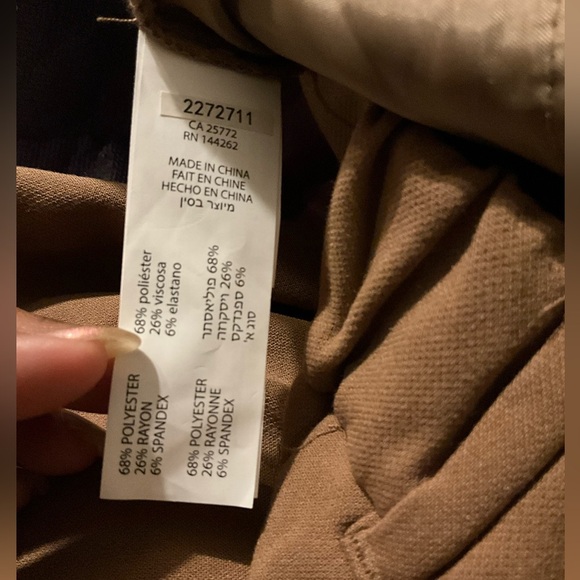 2272711
CA 25772
RN 144262
MADE IN CHINA
FAIT EN CHINE
HECHO EN CHINA
מיוצר בסין
68% poliéster
26% viscosa
6% elastano
68% פוליאסתר
26% ויסקוזה
6% ספנדקס
סוג א'
68% POLYESTER
26% RAYON
6% SPANDEX
68% POLYESTER
26% RAYONNE
6% SPANDEX